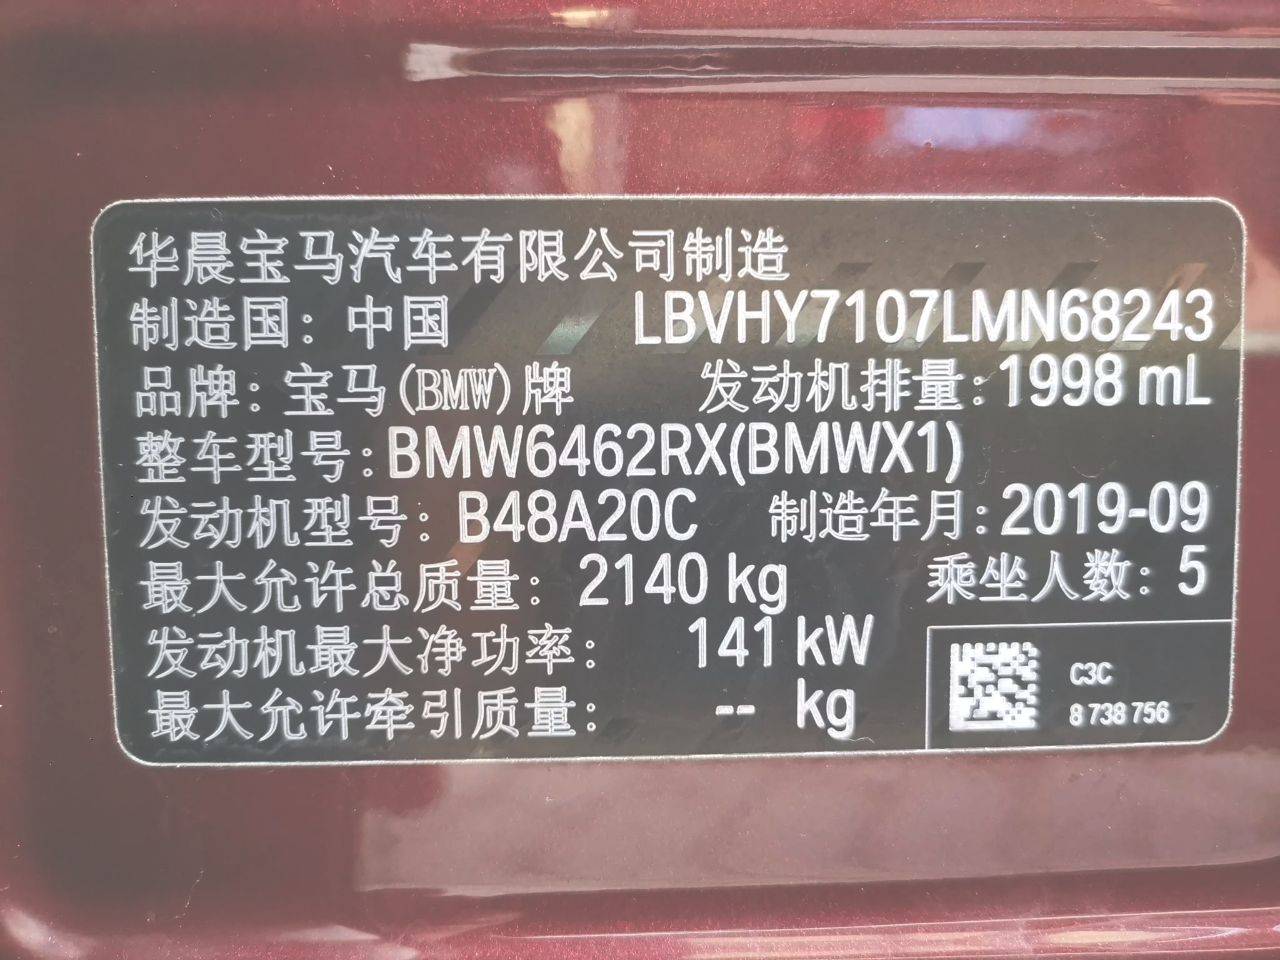 华晨宝马汽车有限公司制造
制造国：中国 LBVHY7107LMN68243
品牌：宝马(BMW)牌 发动机排量：1998 mL
整车型号：BMW6462RX(BMWX1)
发动机型号：B48A20C 制造年月：2019-09
最大允许总质量：2140 kg 乘坐人数：5
发动机最大净功率：141 kW
最大允许牵引质量：-- kg
C3C
8 738 756